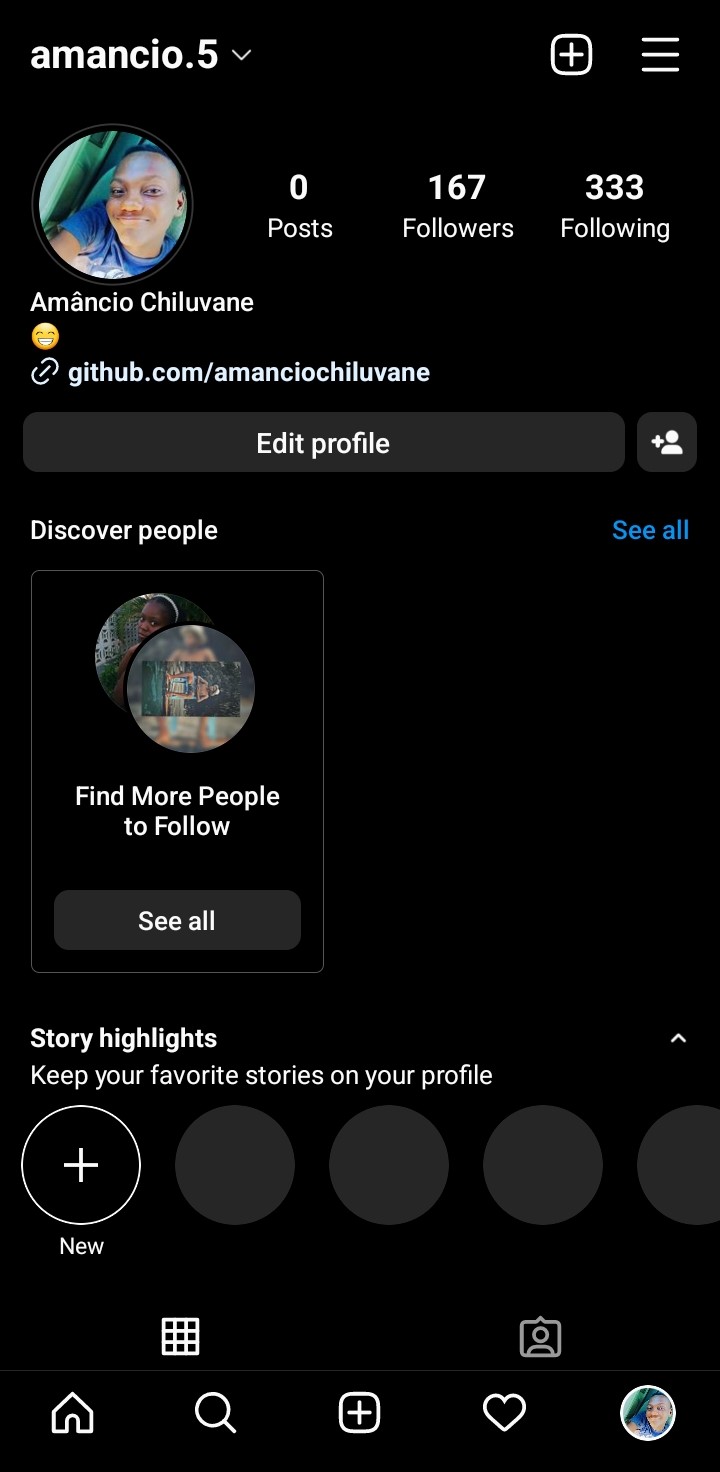 amancio.5
0 167 333
Posts Followers Following
Amâncio Chiluvane
😁
github.com/amanciochiluvane
Edit profile
Discover people See all
Find More People
to Follow
See all
Story highlights
Keep your favorite stories on your profile
New